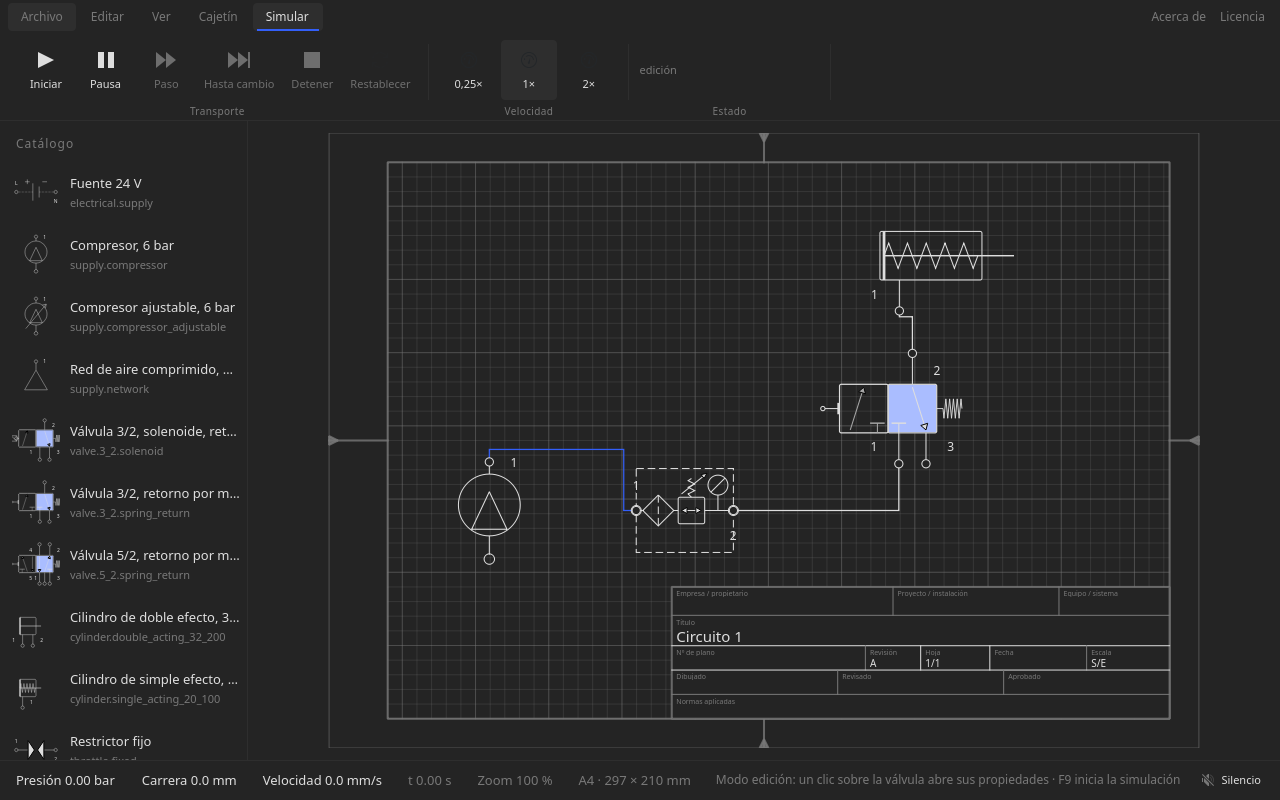 Archivo
Editar
Ver
Cajetín
Simular
Acerca de
Licencia
Iniciar
Pausa
Paso
Hasta cambio
Detener
Restablecer
0,25×
1×
2×
edición
Transporte
Velocidad
Estado
Catálogo
Fuente 24 V
electrical.supply
Compresor, 6 bar
supply.compressor
Compresor ajustable, 6 bar
supply.compressor_adjustable
Red de aire comprimido, ...
supply.network
Válvula 3/2, solenoide, ret...
valve.3_2.solenoid
Válvula 3/2, retorno por m...
valve.3_2.spring_return
Válvula 5/2, retorno por m...
valve.5_2.spring_return
Cilindro de doble efecto, 3...
cylinder.double_acting_32_200
Cilindro de simple efecto, ...
cylinder.single_acting_20_100
Restrictor fijo
1
2
1
3
1
1
2
Empresa / propietario
Proyecto / instalación
Equipo / sistema
Título
Circuito 1
Nº de plano
Revisión
A
Hoja
1/1
Fecha
Escala
S/E
Dibujado
Revisado
Aprobado
Normas aplicadas
Presión 0.00 bar
Carrera 0.0 mm
Velocidad 0.0 mm/s
t 0.00 s
Zoom 100 %
A4 · 297 × 210 mm
Modo edición: un clic sobre la válvula abre sus propiedades · F9 inicia la simulación
Silencio